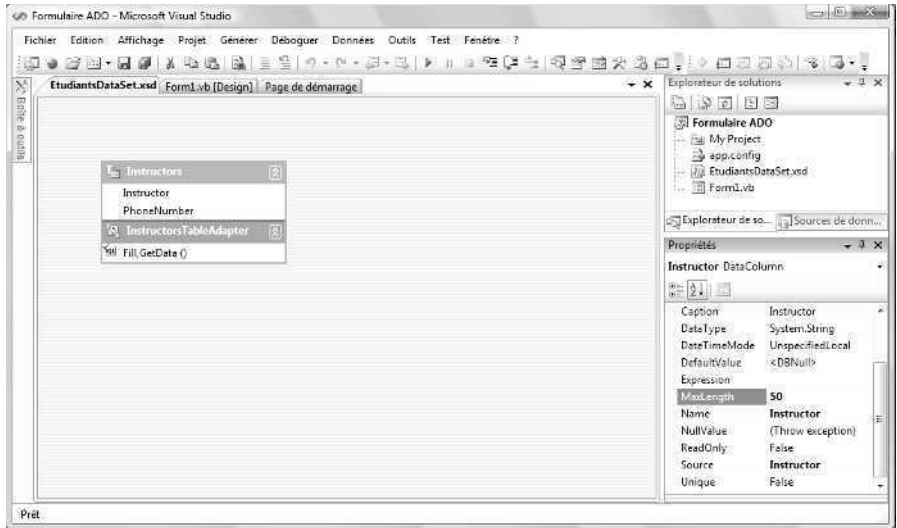 Formulaire ADO - Microsoft Visual Studio
Fichier Edition Affichage Projet Générer Déboguer Données Outils Test Fenêtre ?
EtudiantsDataSet.xsd Form1.vb [Design] Page de démarrage
Boîte à outils
Instructors
Instructor
PhoneNumber
InstructorsTableAdapter
Fill,GetData ()
Explorateur de solutions
Formulaire ADO
My Project
app.config
EtudiantsDataSet.xsd
Form1.vb
Explorateur de so... Sources de donn...
Propriétés
Instructor DataColumn
Caption Instructor
DataType System.String
DateTimeMode UnspecifiedLocal
DefaultValue <DBNull>
Expression
MaxLength 50
Name Instructor
NullValue (Throw exception)
ReadOnly False
Source Instructor
Unique False
Prêt